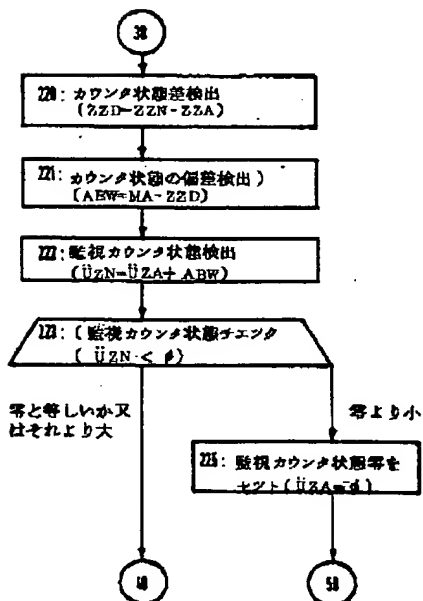 38
220: カウンタ状態差検出
(ZZD=ZZN-ZZA)
221: カウンタ状態の偏差検出)
(ABW=MA-ZZD)
222: 監視カウンタ状態検出
(ÜZN=ÜZA+ABW)
223: (監視カウンタ状態チエツク
( ÜZN < φ)
零と等しいか又
はそれより大
零より小
225: 監視カウンタ状態零を
セツト(ÜZA=φ)
40
50